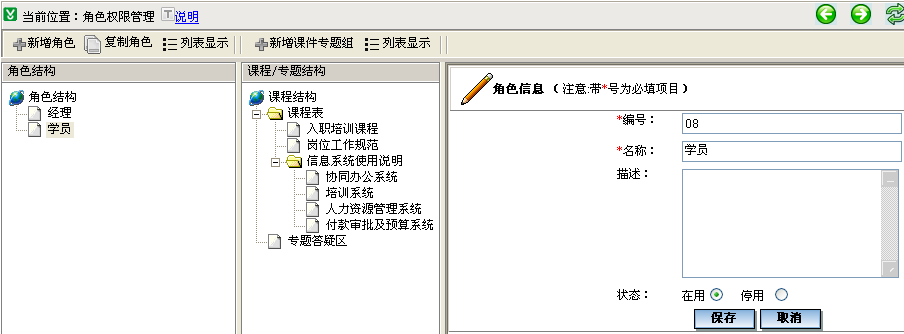 当前位置：角色权限管理 T说明
新增角色 复制角色 列表显示 新增课件专题组 列表显示
角色结构
角色结构
经理
学员
课程/专题结构
课程结构
课程表
入职培训课程
岗位工作规范
信息系统使用说明
协同办公系统
培训系统
人力资源管理系统
付款审批及预算系统
专题答疑区
角色信息（注意:带*号为必填项目）
*编号： 08
*名称： 学员
描述：
状态： 在用 停用
保存 取消